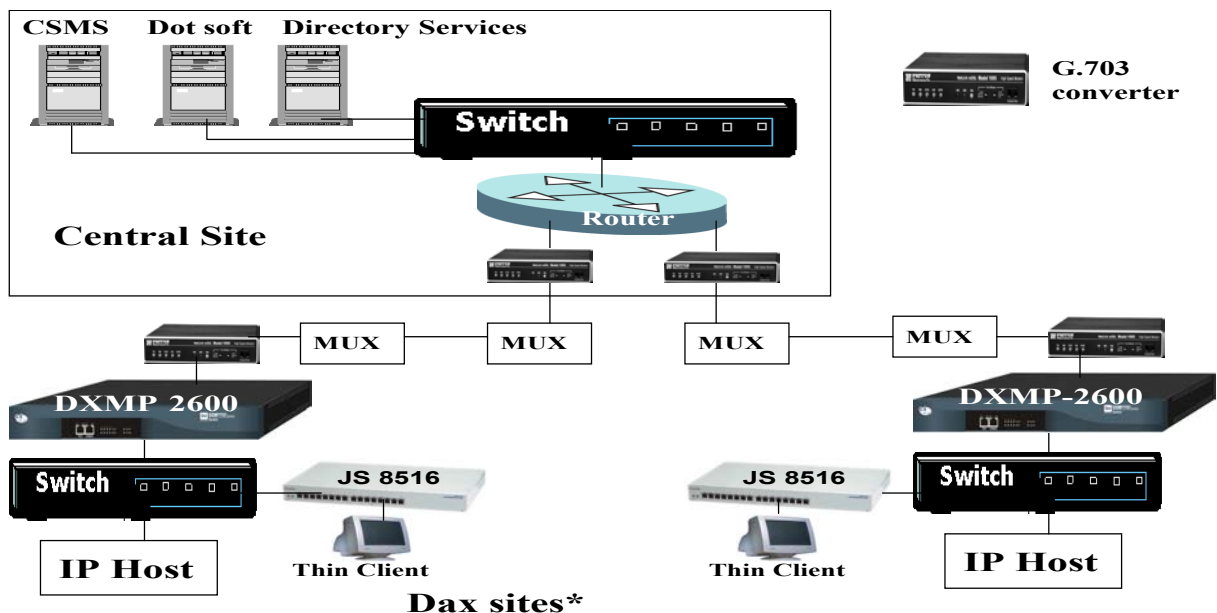 CSMS Dot soft Directory Services
G.703
converter
Switch
Router
Central Site
MUX MUX MUX MUX
DXMP 2600 DXMP-2600
Switch JS 8516 JS 8516 Switch
IP Host Thin Client Thin Client IP Host
Dax sites*